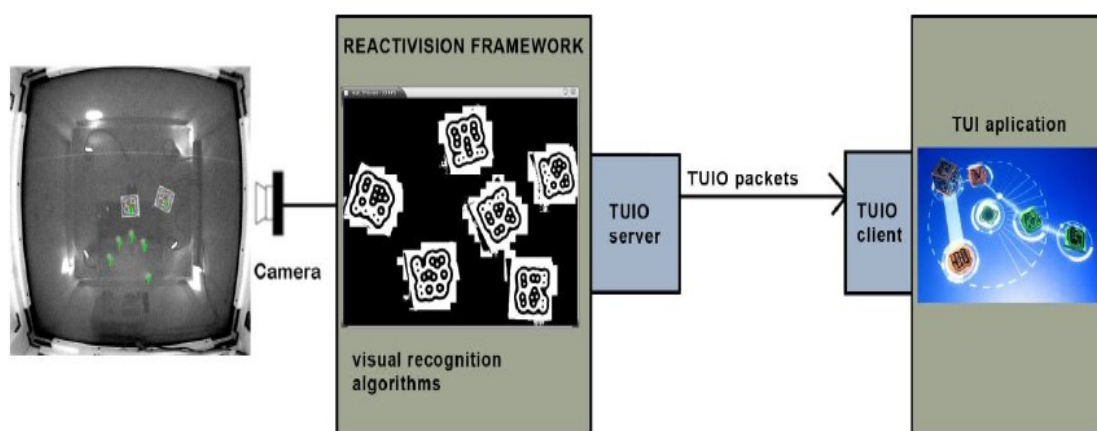 REACTIVISION FRAMEWORK
Camera
visual recognition
algorithms
TUIO
server
TUIO packets
TUIO
client
TUI aplication